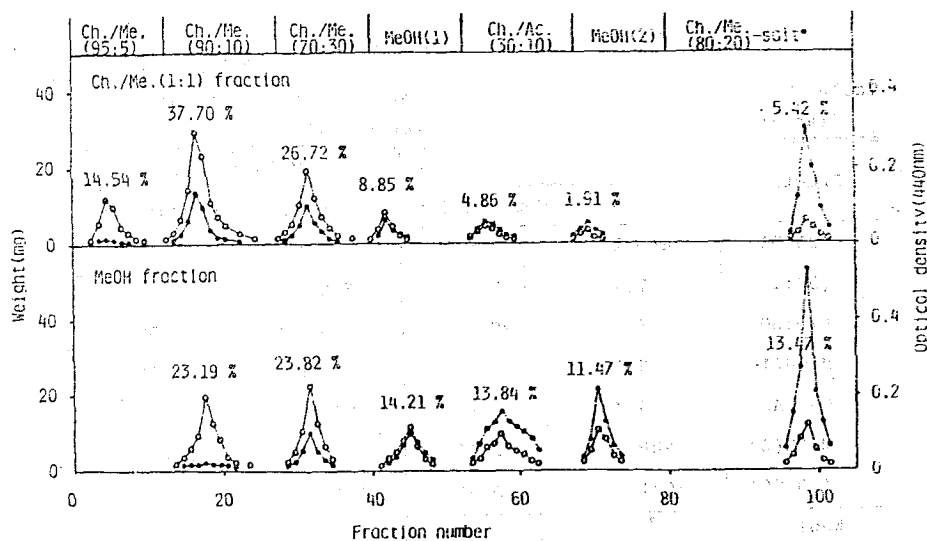 Ch./Me. (95:5)
Ch./Me. (90:10)
Ch./Me. (70:30)
MeOH(1)
Ch./Ac. (30:10)
MeOH(2)
Ch./Me.-salt* (80:20)
Ch./Me.(1:1) fraction
14.54 %
37.70 %
26.72 %
8.85 %
4.86 %
1.91 %
5.42 %
40
20
0
0.4
0.2
0
MeOH fraction
23.19 %
23.82 %
14.21 %
13.84 %
11.47 %
13.47 %
40
20
0
0.4
0.2
0
0
20
40
60
80
100
Weight(mg)
Optical density(440nm)
Fraction number